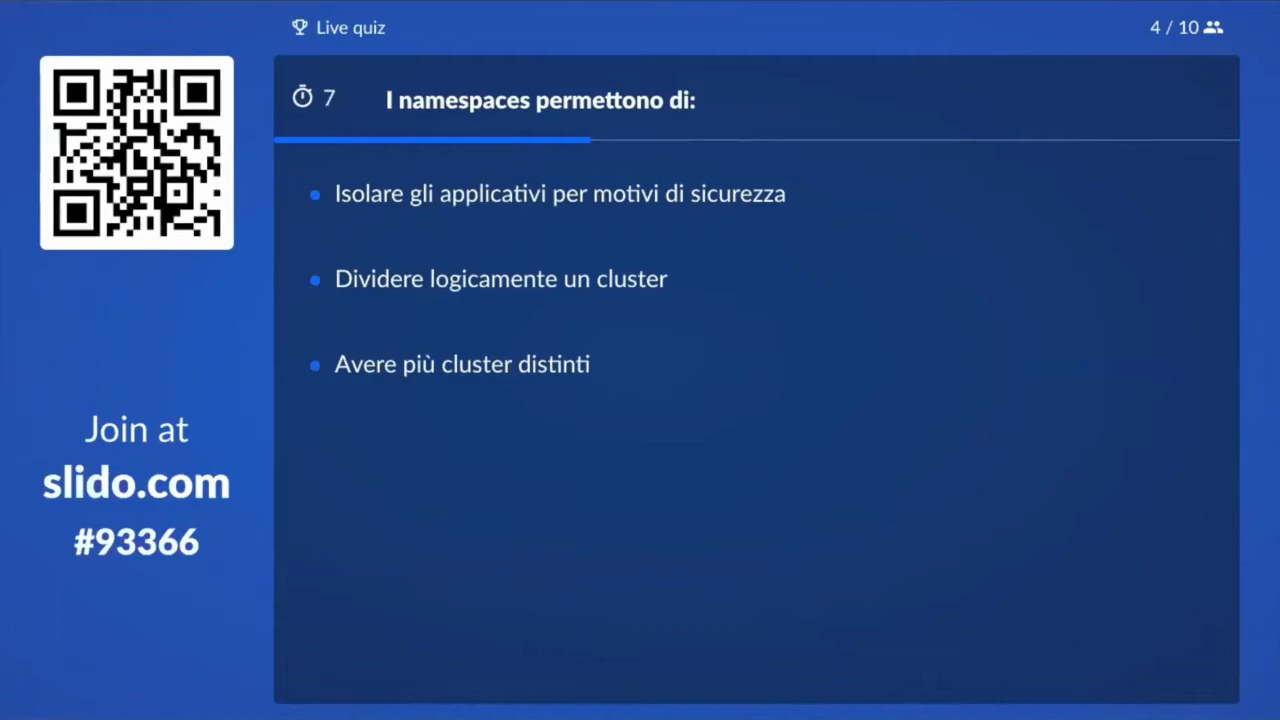 Live quiz
4 / 10
7
I namespaces permettono di:
Isolare gli applicativi per motivi di sicurezza
Dividere logicamente un cluster
Avere più cluster distinti
Join at
slido.com
#93366